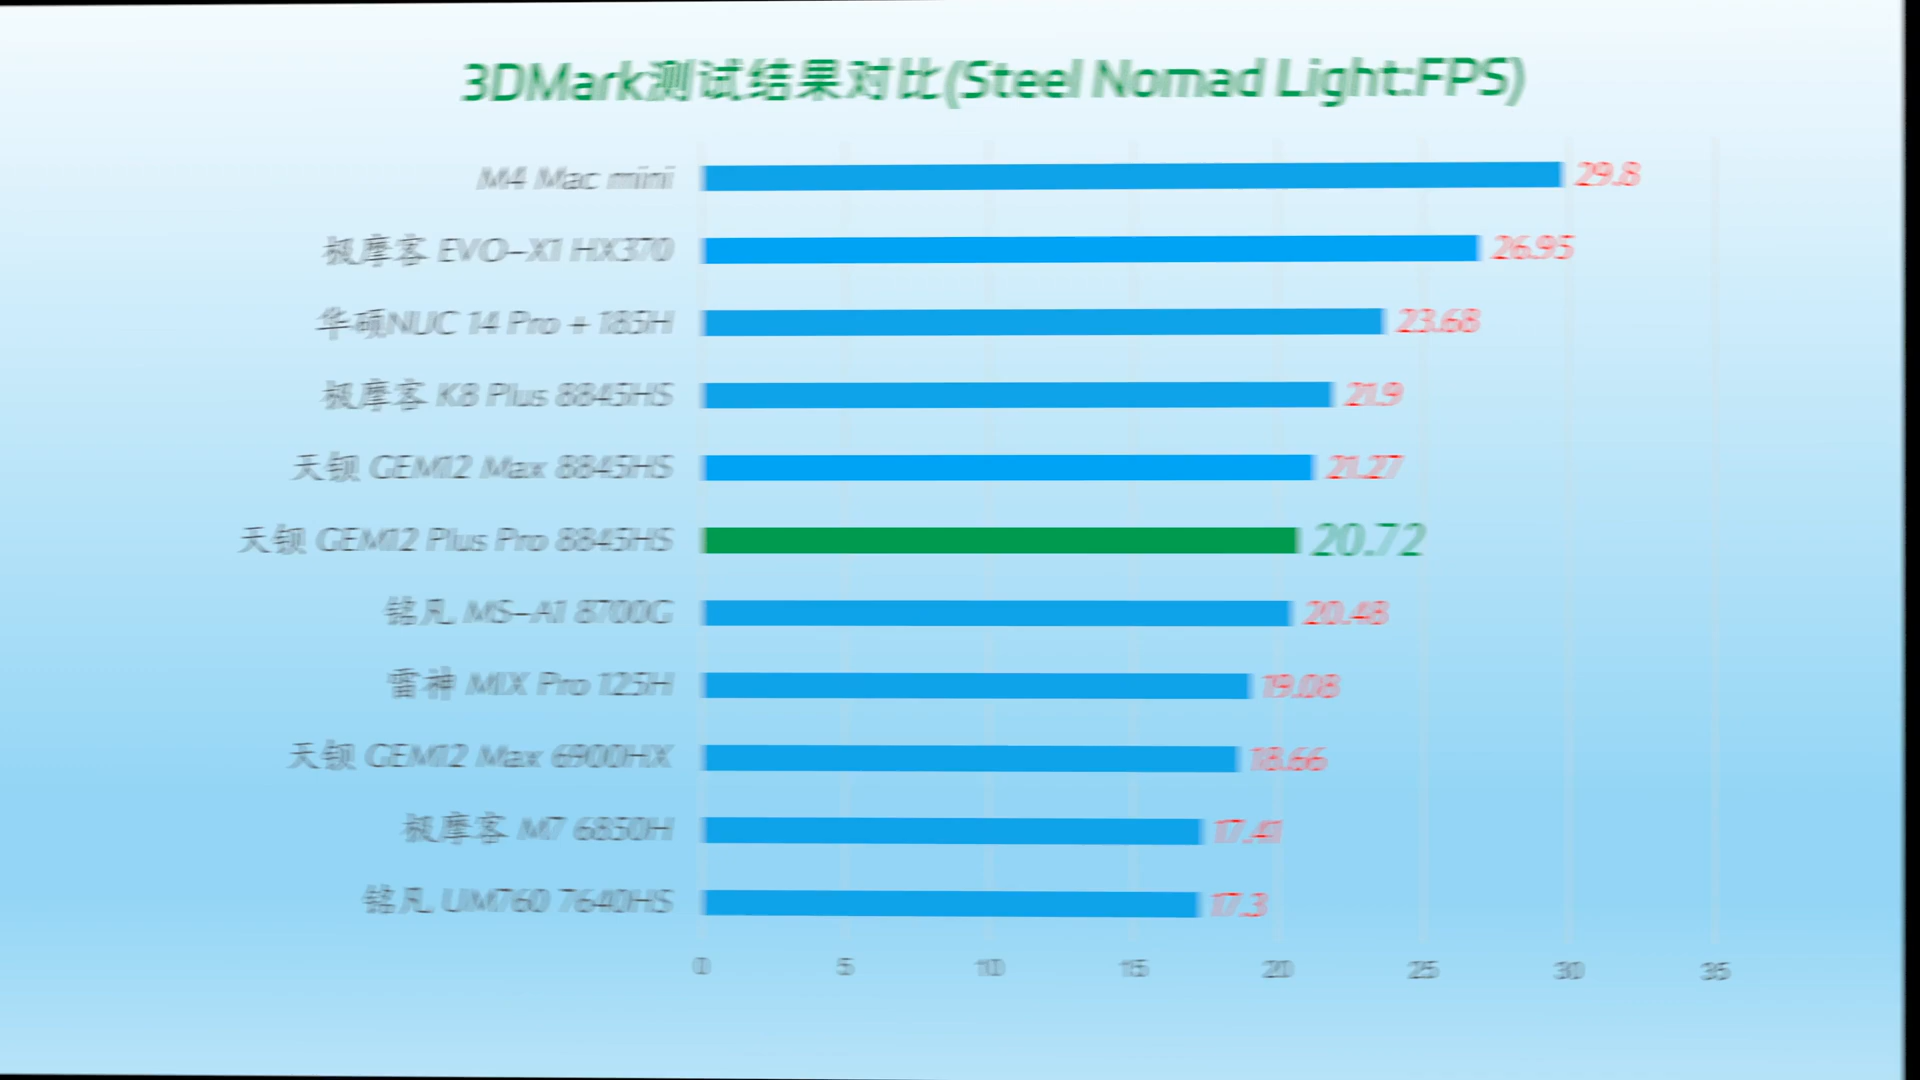 3DMark测试结果对比(Steel Nomad Light:FPS)
M4 Mac mini 29.8
极摩客 EVO-X1 HX370 26.95
华硕NUC 14 Pro + 185H 23.68
极摩客 K8 Plus 8845HS 21.9
天钡 GEM12 Max 8845HS 21.27
天钡 GEM12 Plus Pro 8845HS 20.72
铭凡 MS-A1 8700G 20.48
雷神 MIX Pro 125H 19.08
天钡 GEM12 Max 6900HX 18.66
极摩客 M7 6850H 17.41
铭凡 UM760 7640HS 17.3
0 5 10 15 20 25 30 35